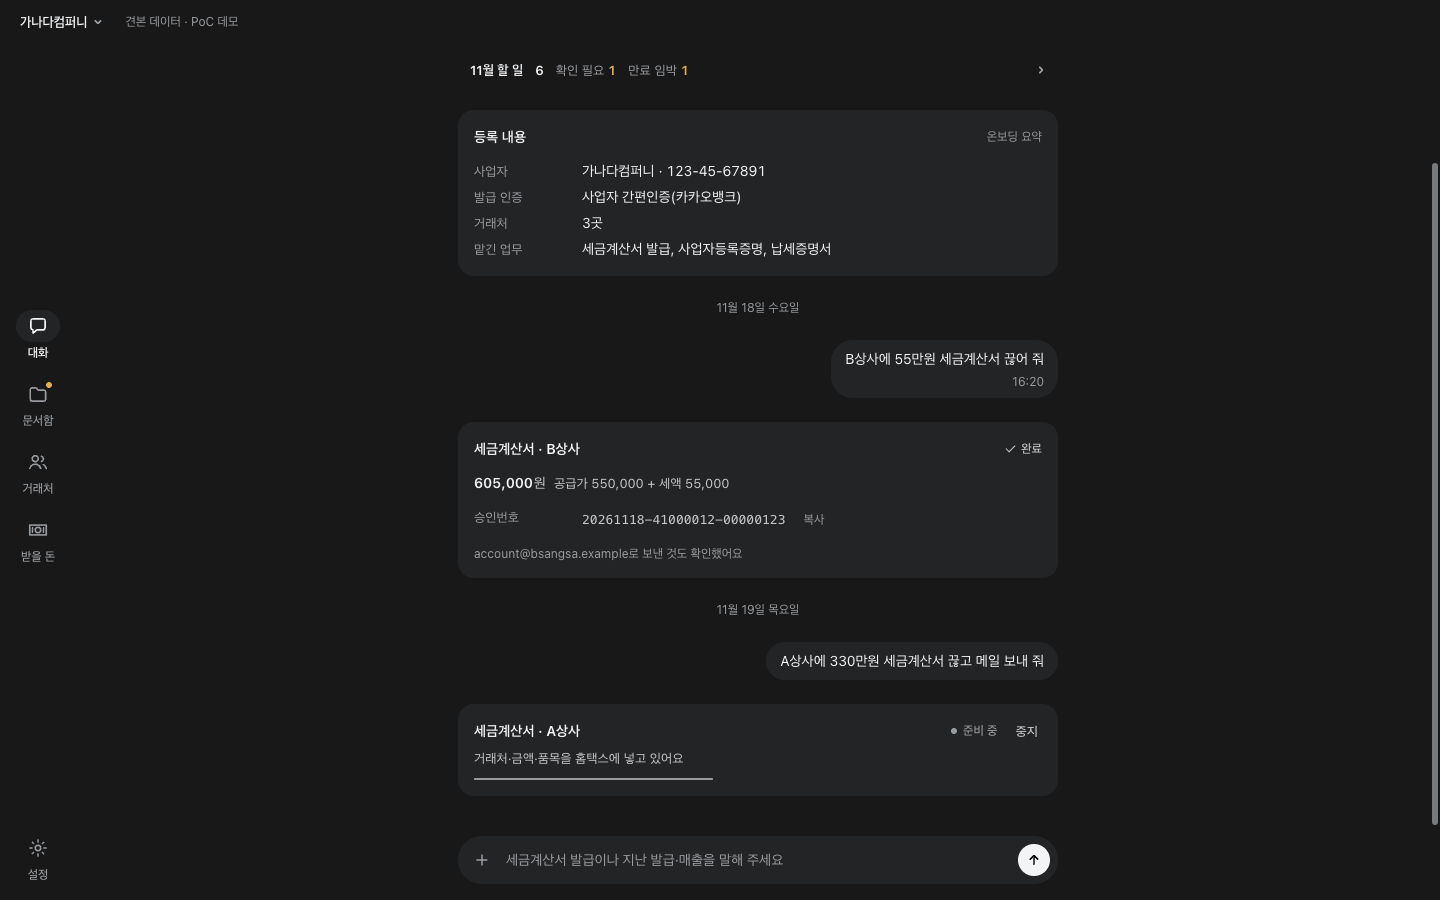 가나다컴퍼니
견본 데이터 · PoC 데모
11월 할 일 6 확인 필요 1 만료 임박 1
등록 내용
온보딩 요약
사업자 가나다컴퍼니 · 123-45-67891
발급 인증 사업자 간편인증(카카오뱅크)
거래처 3곳
맡긴 업무 세금계산서 발급, 사업자등록증명, 납세증명서
11월 18일 수요일
B상사에 55만원 세금계산서 끊어 줘
16:20
세금계산서 · B상사
완료
605,000원 공급가 550,000 + 세액 55,000
승인번호 20261118-41000012-00000123 복사
account@bsangsa.example로 보낸 것도 확인했어요
11월 19일 목요일
A상사에 330만원 세금계산서 끊고 메일 보내 줘
세금계산서 · A상사
준비 중 중지
거래처·금액·품목을 홈택스에 넣고 있어요
세금계산서 발급이나 지난 발급·매출을 말해 주세요
대화
문서함
거래처
받을 돈
설정